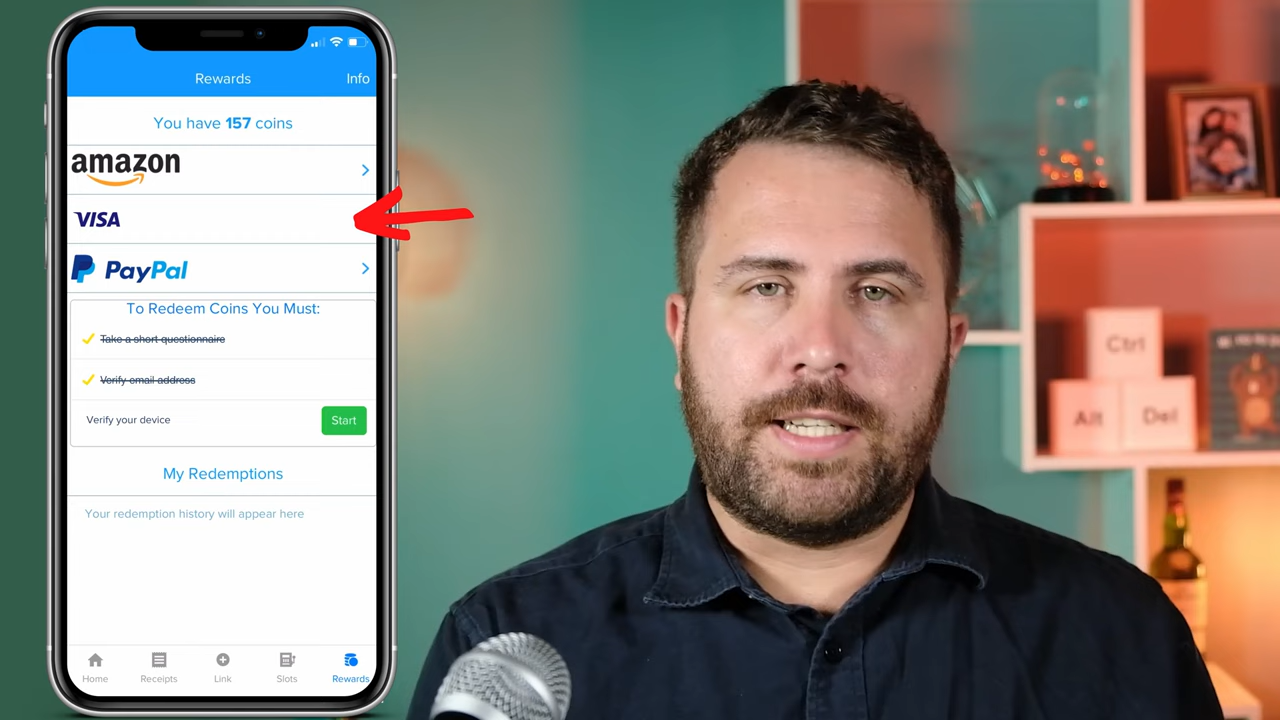 Rewards
Info
You have 157 coins
amazon
VISA
PayPal
To Redeem Coins You Must:
Take a short questionnaire
Verify email address
Verify your device
Start
My Redemptions
Your redemption history will appear here
Home
Receipts
Link
Slots
Rewards
Ctrl
Alt
Del